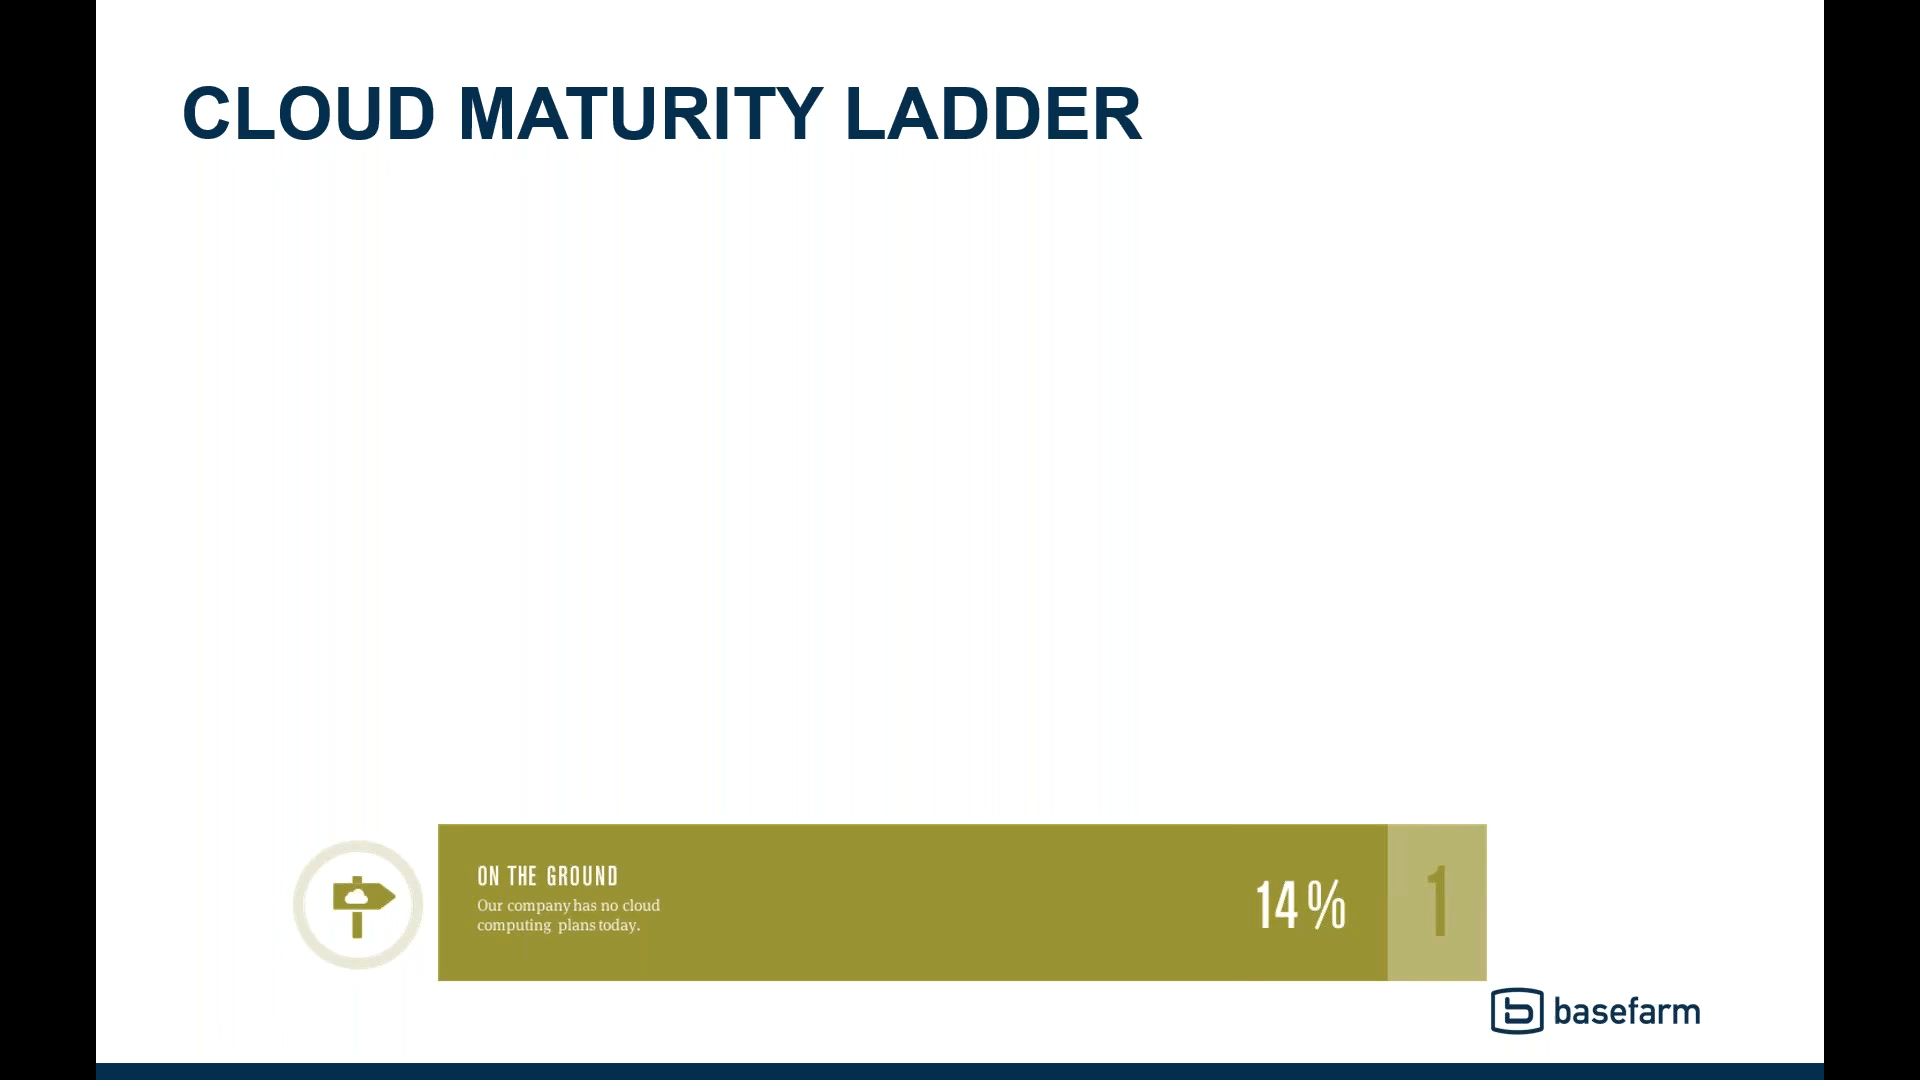 CLOUD MATURITY LADDER
ON THE GROUND
Our company has no cloud
computing plans today.
14%
1
basefarm